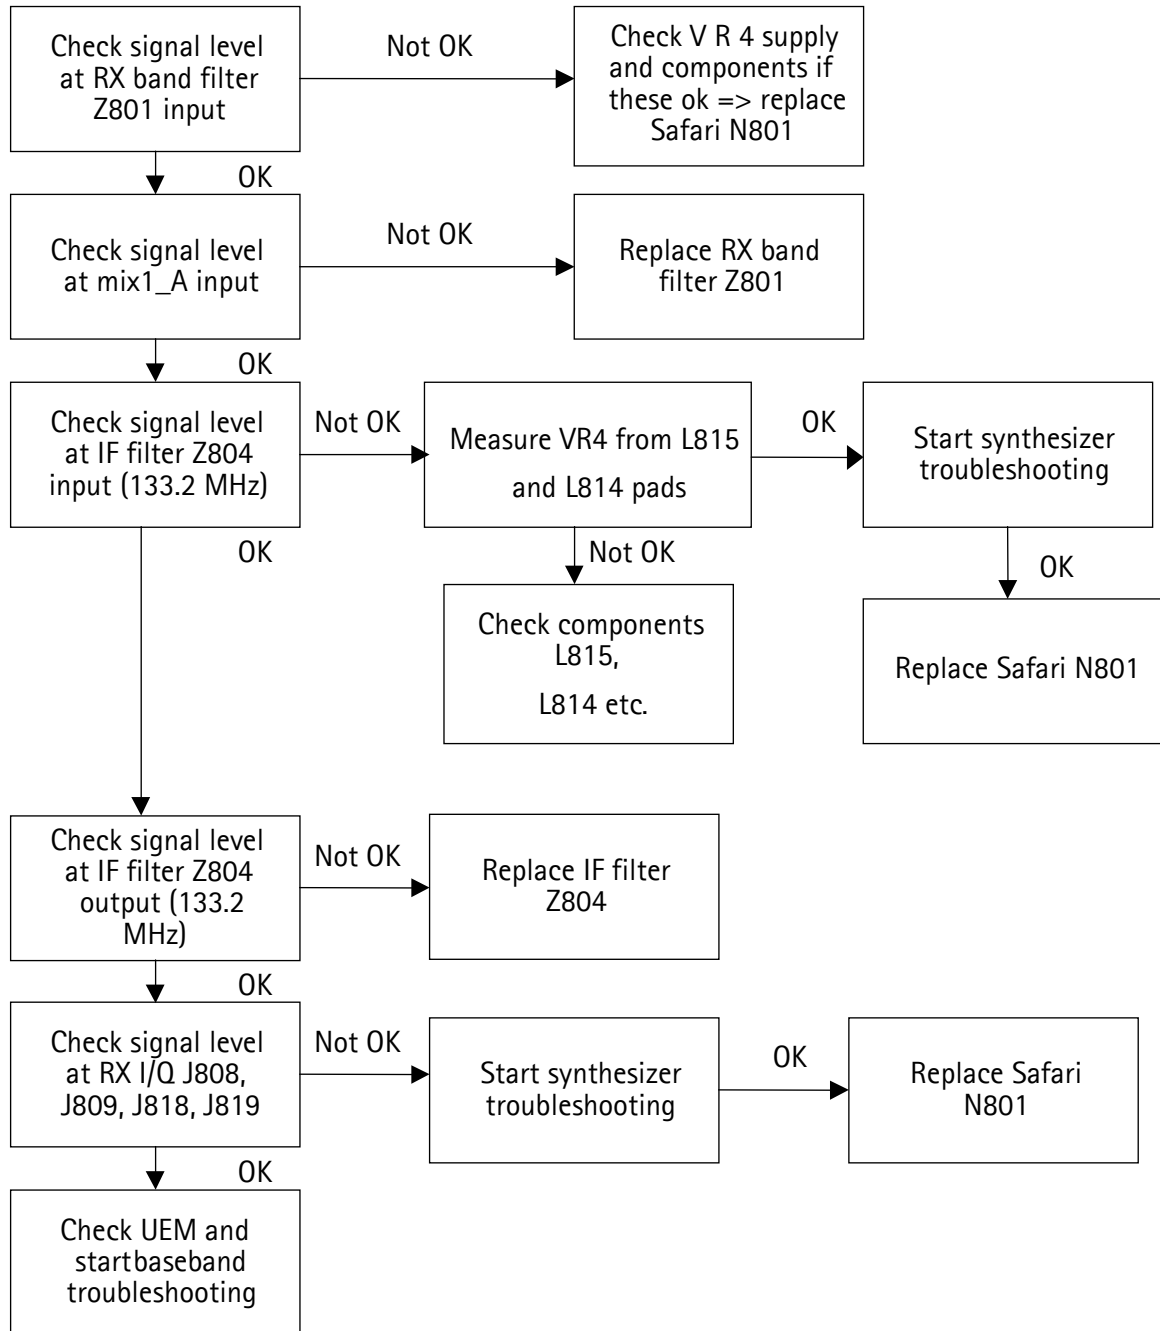 Check signal level
at RX band filter
Z801 input
Not OK
Check V R 4 supply
and components if
these ok => replace
Safari N801
OK
Check signal level
at mix1_A input
Not OK
Replace RX band
filter Z801
OK
Check signal level
at IF filter Z804
input (133.2 MHz)
Not OK
Measure VR4 from L815
and L814 pads
OK
Start synthesizer
troubleshooting
OK
Not OK
OK
Check components
L815,
L814 etc.
Replace Safari N801
Check signal level
at IF filter Z804
output (133.2
MHz)
Not OK
Replace IF filter
Z804
OK
Check signal level
at RX I/Q J808,
J809, J818, J819
Not OK
Start synthesizer
troubleshooting
OK
Replace Safari
N801
OK
Check UEM and
startbaseband
troubleshooting